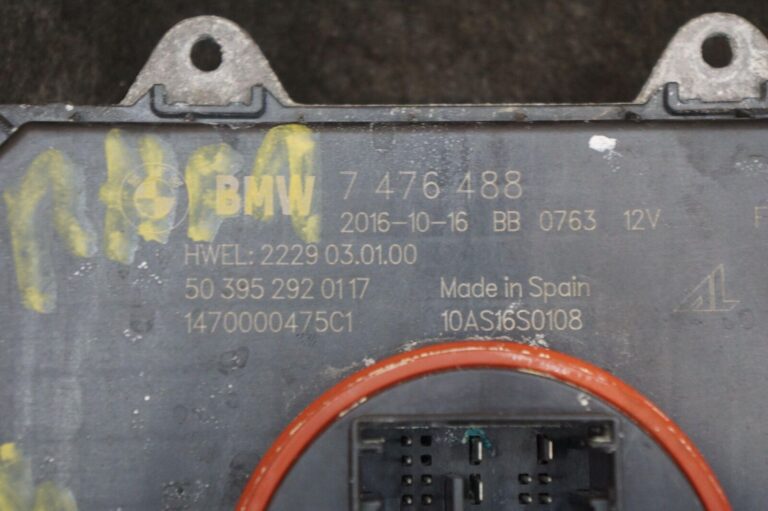 BMW 7 476 488
2016-10-16 BB 0763 12V
HWEL: 2229 03.01.00
50 395 292 0117 Made in Spain
1470000475C1 10AS16S0108